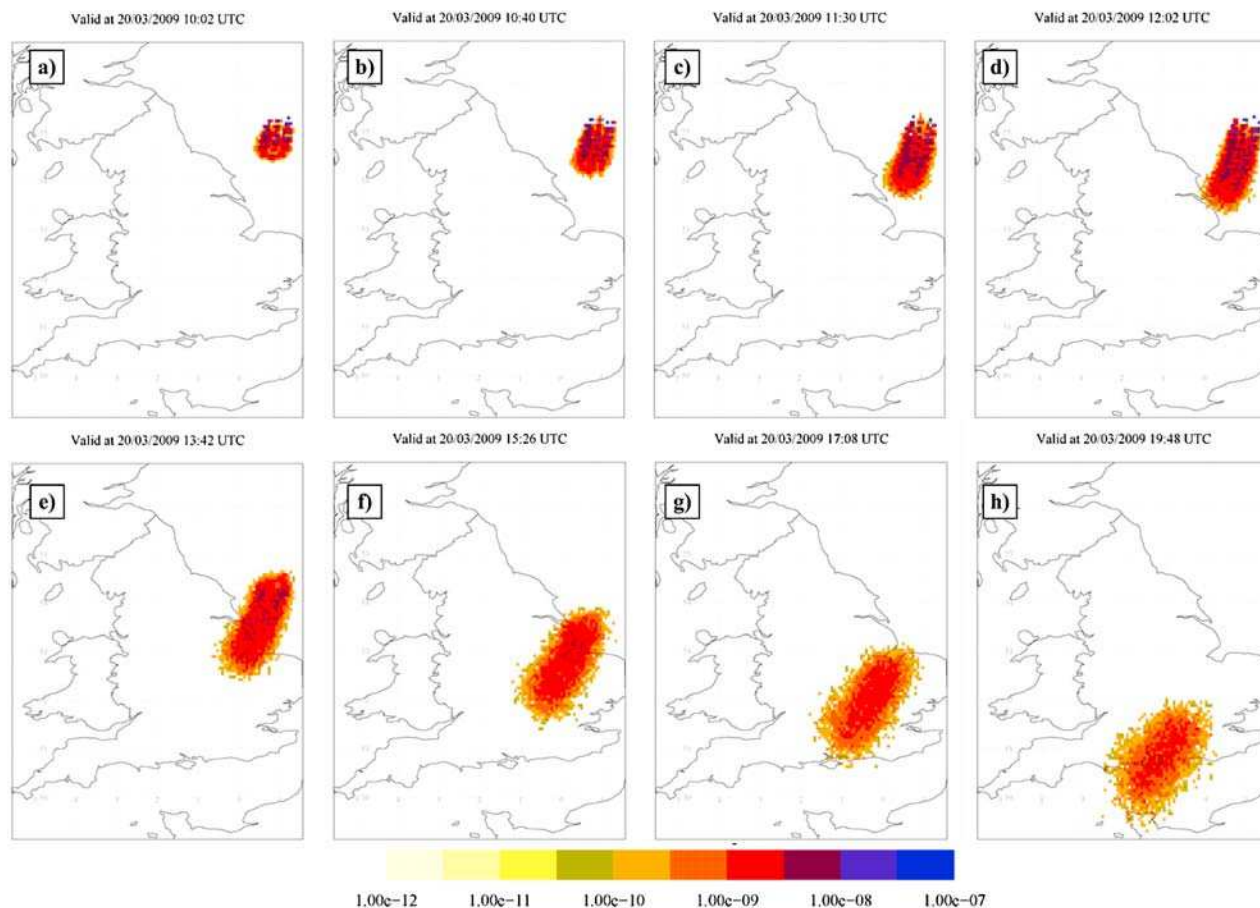 Valid at 20/03/2009 10:02 UTC
Valid at 20/03/2009 10:40 UTC
Valid at 20/03/2009 11:30 UTC
Valid at 20/03/2009 12:02 UTC
a)
b)
c)
d)
Valid at 20/03/2009 13:42 UTC
Valid at 20/03/2009 15:26 UTC
Valid at 20/03/2009 17:08 UTC
Valid at 20/03/2009 19:48 UTC
e)
f)
g)
h)
1.00e-12 1.00e-11 1.00e-10 1.00e-09 1.00e-08 1.00e-07